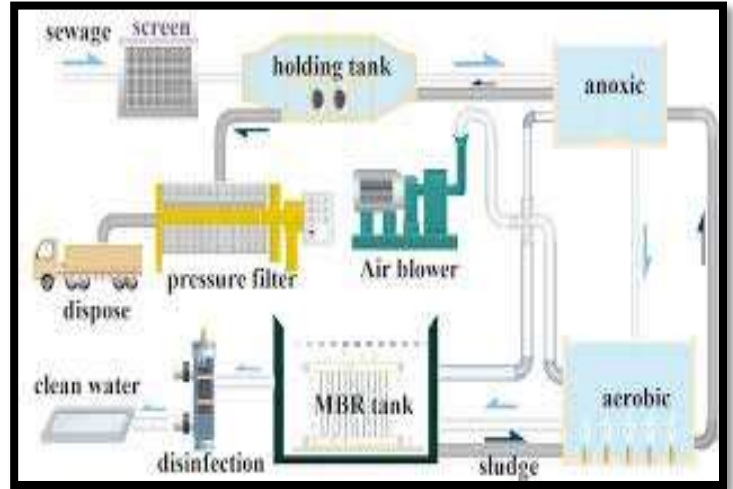 sewage
screen
holding tank
anoxic
pressure filter
Air blower
dispose
clean water
MBR tank
aerobic
disinfection
sludge